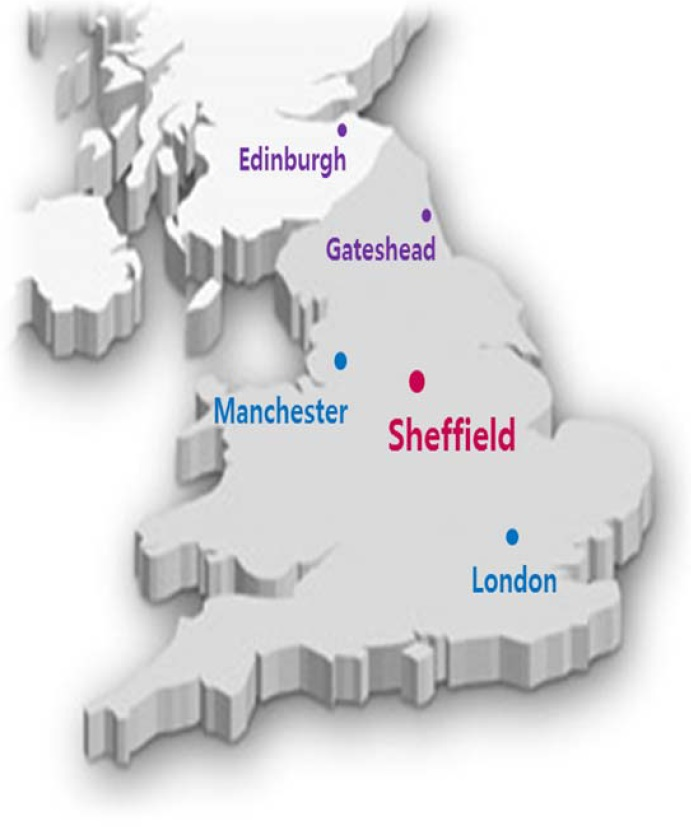 Edinburgh
Gateshead
Manchester
Sheffield
London